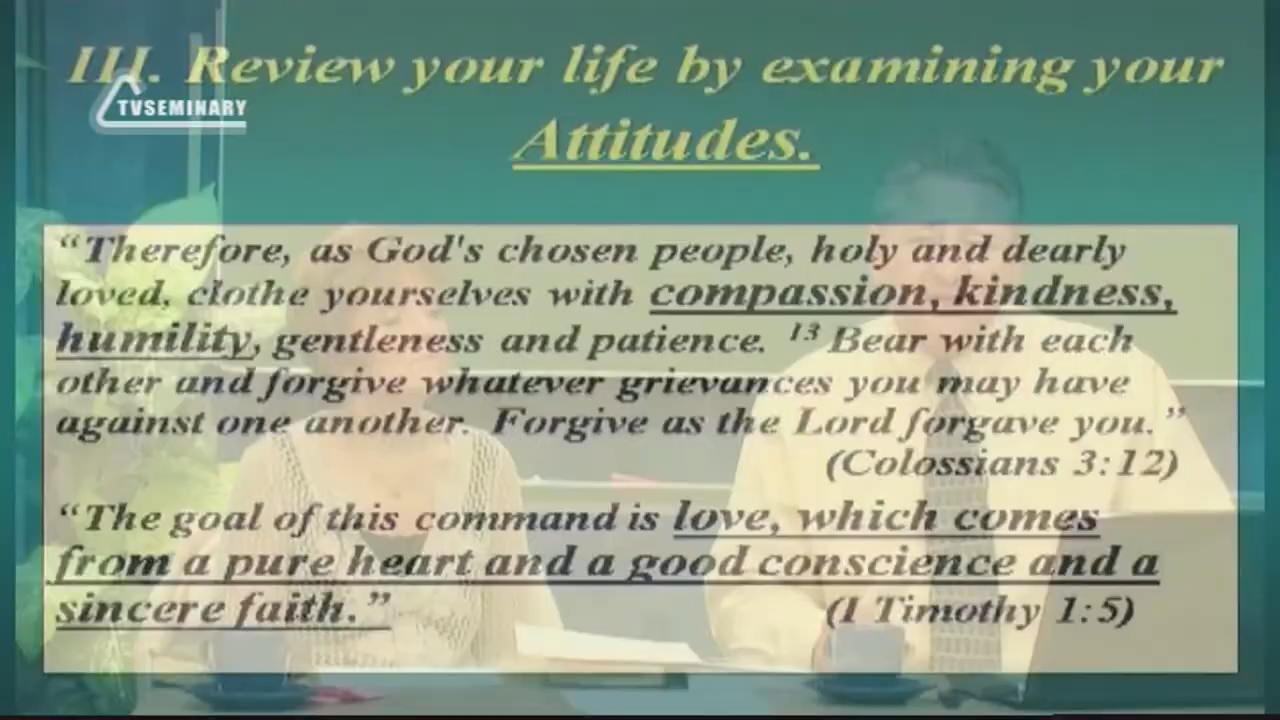 III. Review your life by examining your
TVSEMINARY
Attitudes.
“Therefore, as God's chosen people, holy and dearly
loved, clothe yourselves with compassion, kindness,
humility, gentleness and patience. 13 Bear with each
other and forgive whatever grievances you may have
against one another. Forgive as the Lord forgave you.”
(Colossians 3:12)
“The goal of this command is love, which comes
from a pure heart and a good conscience and a
sincere faith.” (I Timothy 1:5)